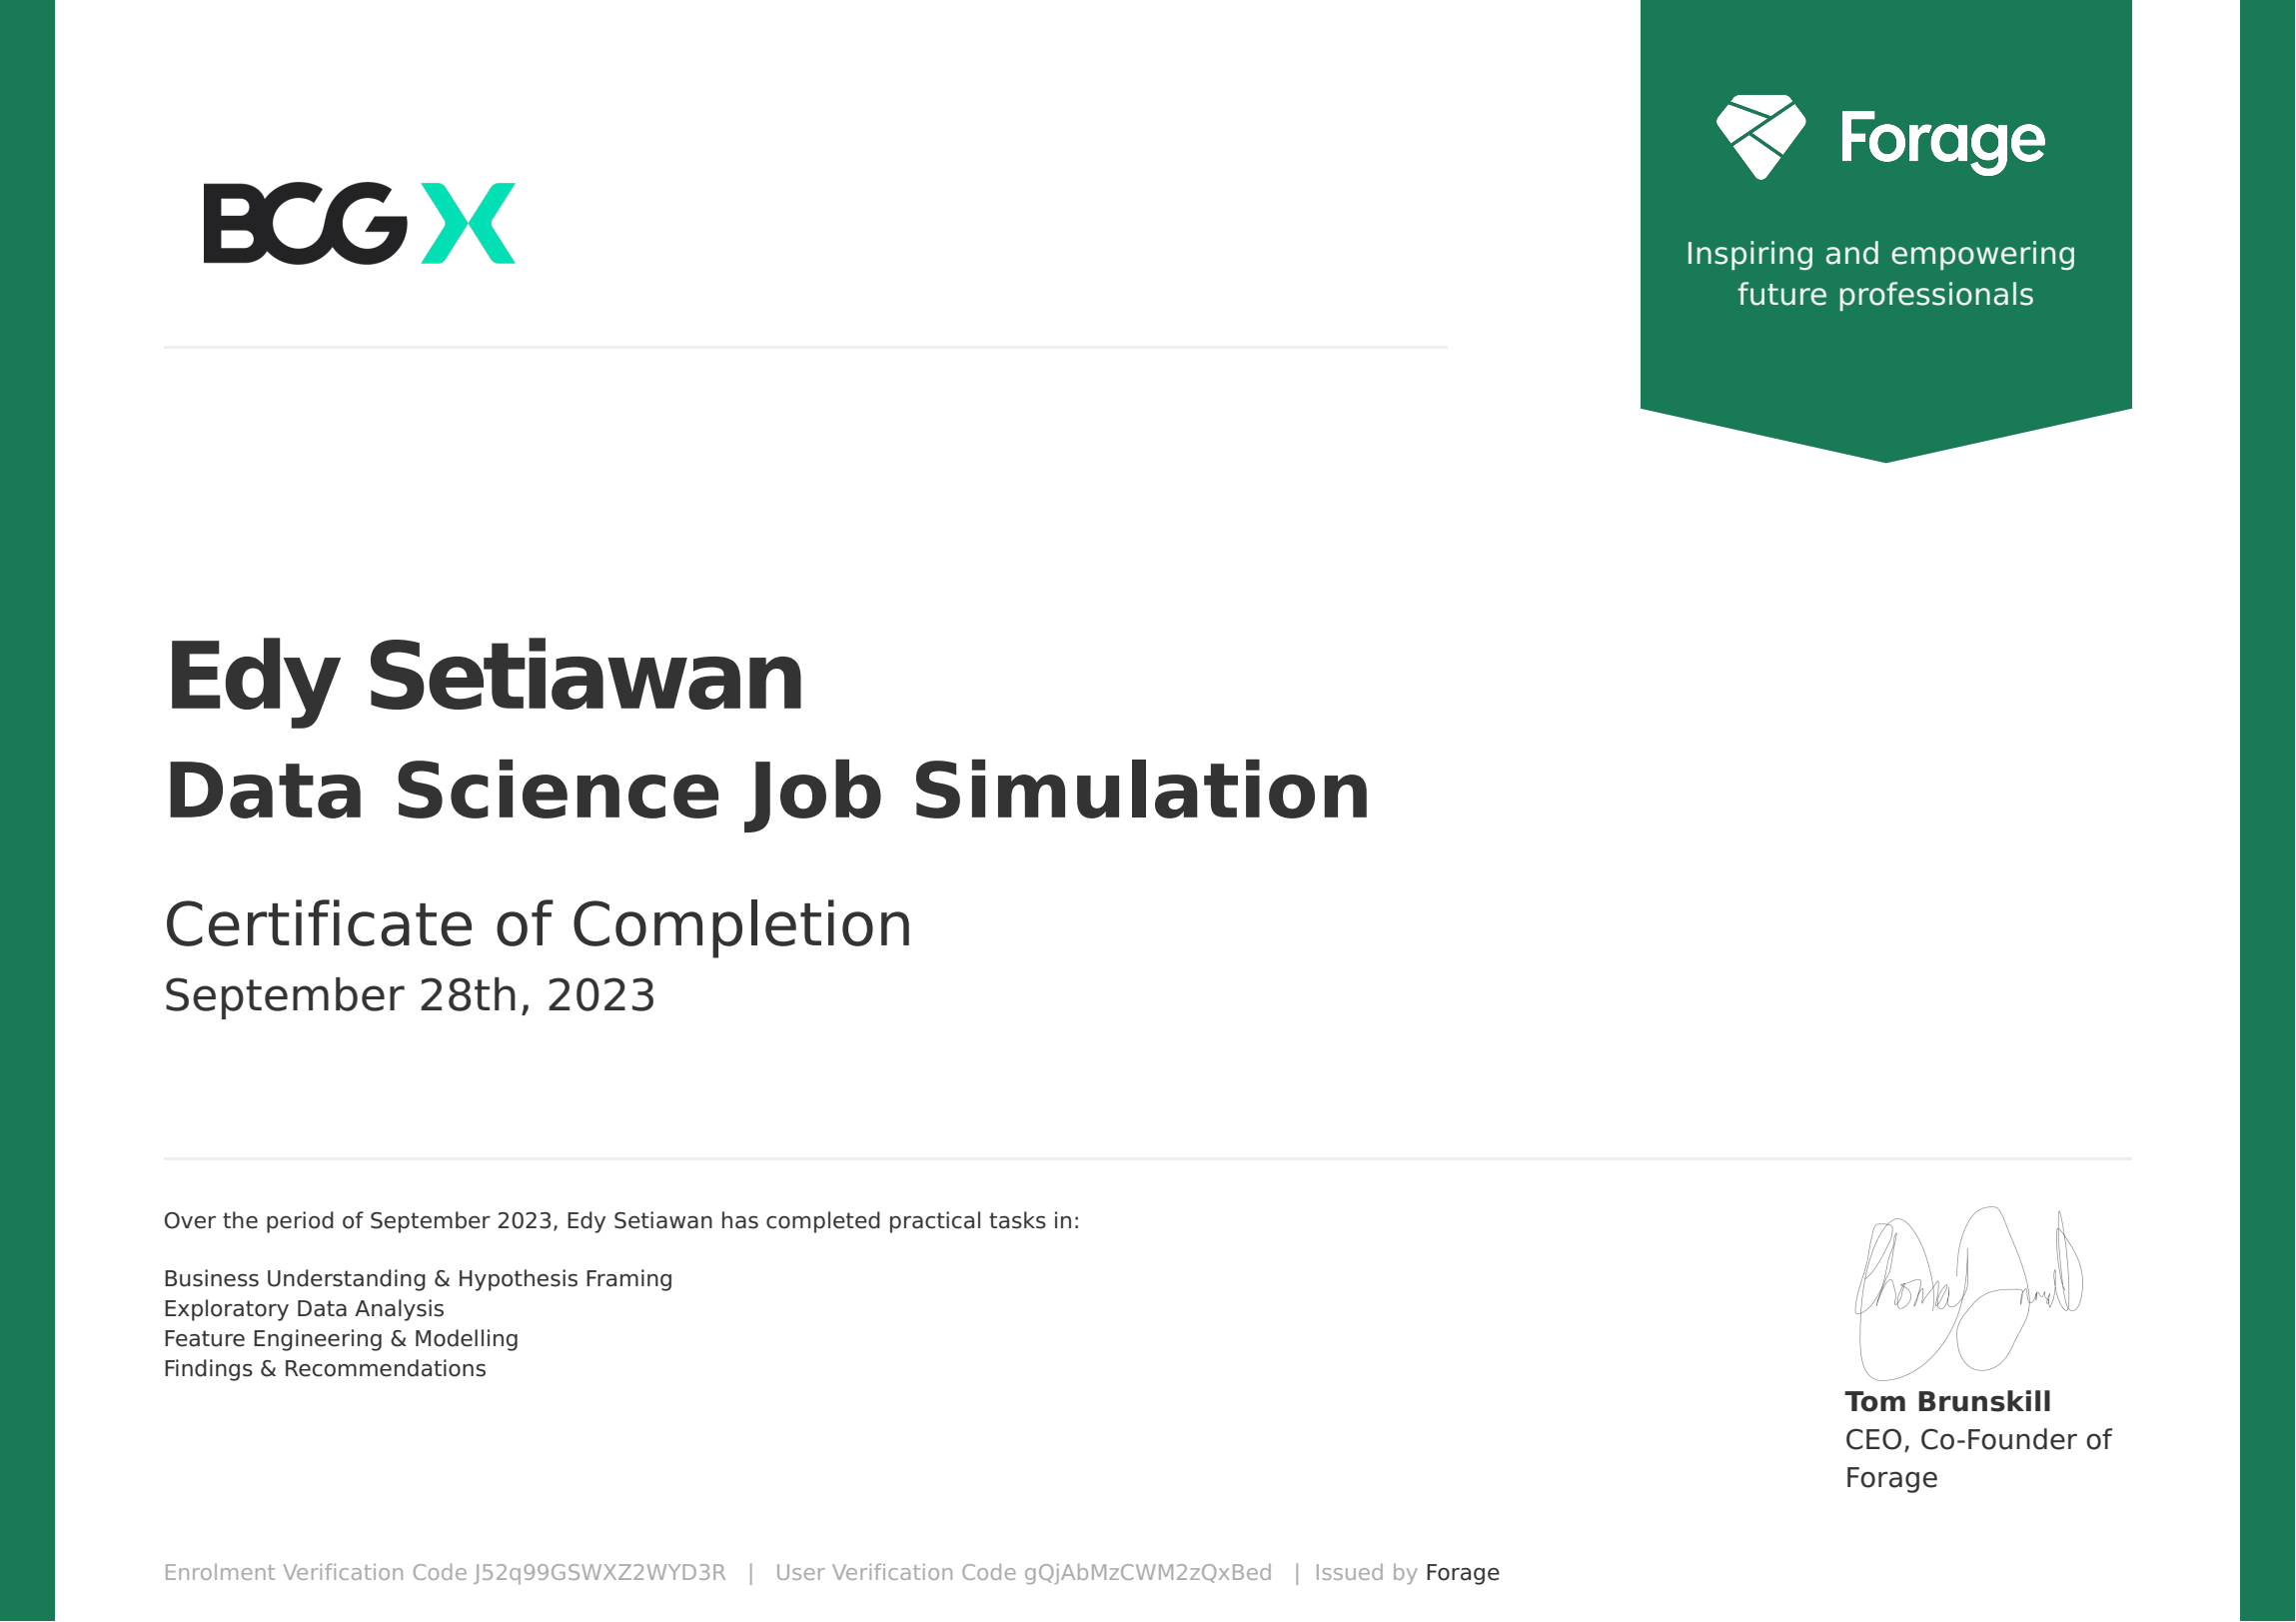 BCG X
Forage
Inspiring and empowering
future professionals
Edy Setiawan
Data Science Job Simulation
Certificate of Completion
September 28th, 2023
Over the period of September 2023, Edy Setiawan has completed practical tasks in:
Business Understanding & Hypothesis Framing
Exploratory Data Analysis
Feature Engineering & Modelling
Findings & Recommendations
Tom Brunskill
CEO, Co-Founder of
Forage
Enrolment Verification Code J52q99GSWXZ2WYD3R | User Verification Code gQjAbMzCWM2zQxBed | Issued by Forage